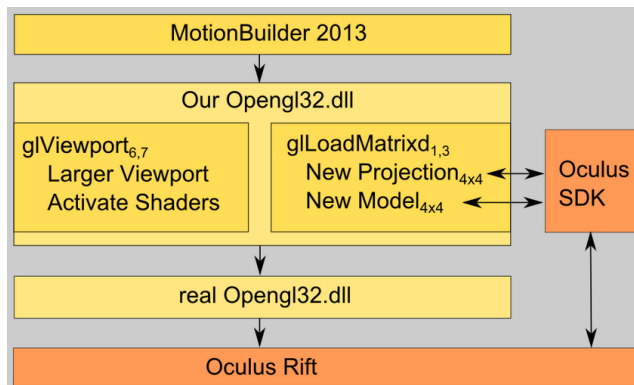 MotionBuilder 2013
Our Opengl32.dll
glViewport6,7
Larger Viewport
Activate Shaders
glLoadMatrixd1,3
New Projection4x4
New Model4x4
Oculus
SDK
real Opengl32.dll
Oculus Rift